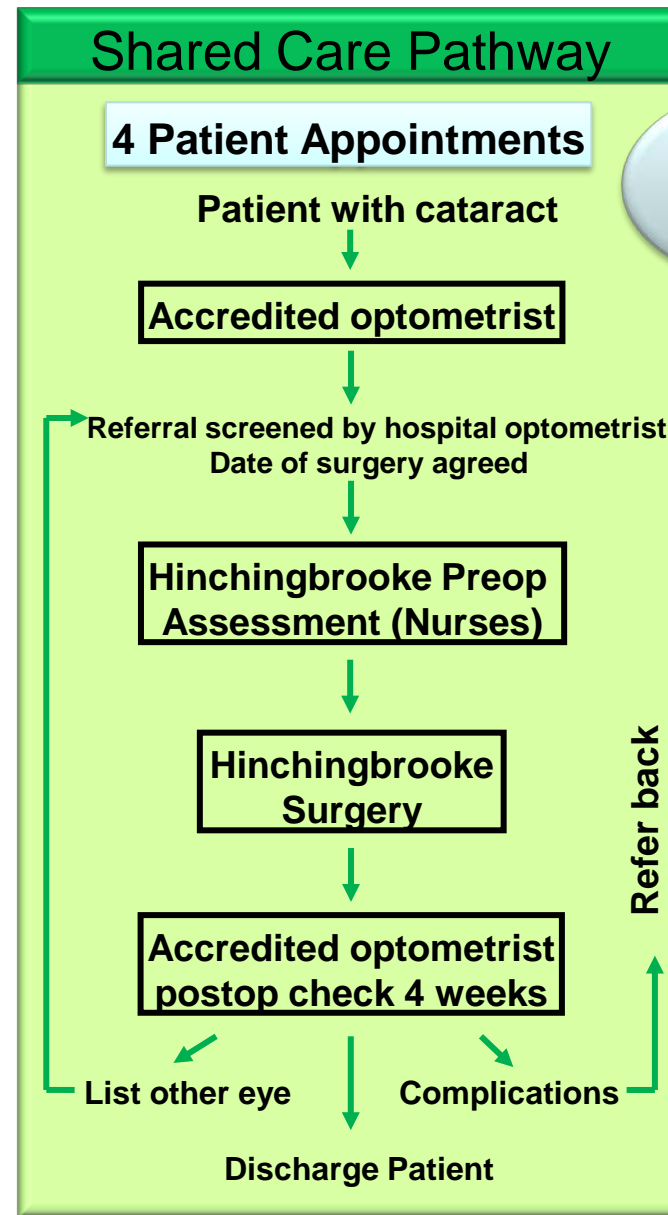 Shared Care Pathway
4 Patient Appointments
Patient with cataract
Accredited optometrist
Referral screened by hospital optometrist
Date of surgery agreed
Hinchingbrooke Preop
Assessment (Nurses)
Hinchingbrooke
Surgery
Refer back
Accredited optometrist
postop check 4 weeks
List other eye
Complications
Discharge Patient